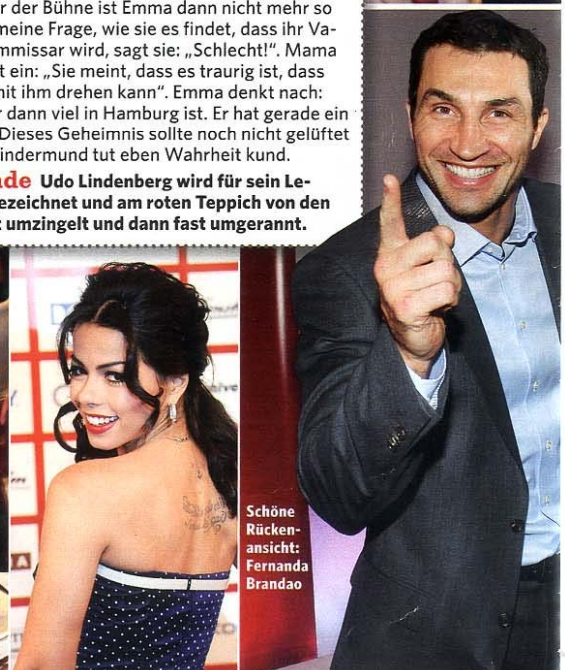 r der Bühne ist Emma dann nicht mehr so
meine Frage, wie sie es findet, dass ihr Va-
mmissar wird, sagt sie: „Schlecht!“. Mama
t ein: „Sie meint, dass es traurig ist, dass
mit ihm drehen kann“. Emma denkt nach:
r dann viel in Hamburg ist. Er hat gerade ein
Dieses Geheimnis sollte noch nicht gelüftet
indermund tut eben Wahrheit kund.
nde Udo Lindenberg wird für sein Le-
ezeichnet und am roten Teppich von den
t umzingelt und dann fast umgerannt.
Schöne
Rücken-
ansicht:
Fernanda
Brandao